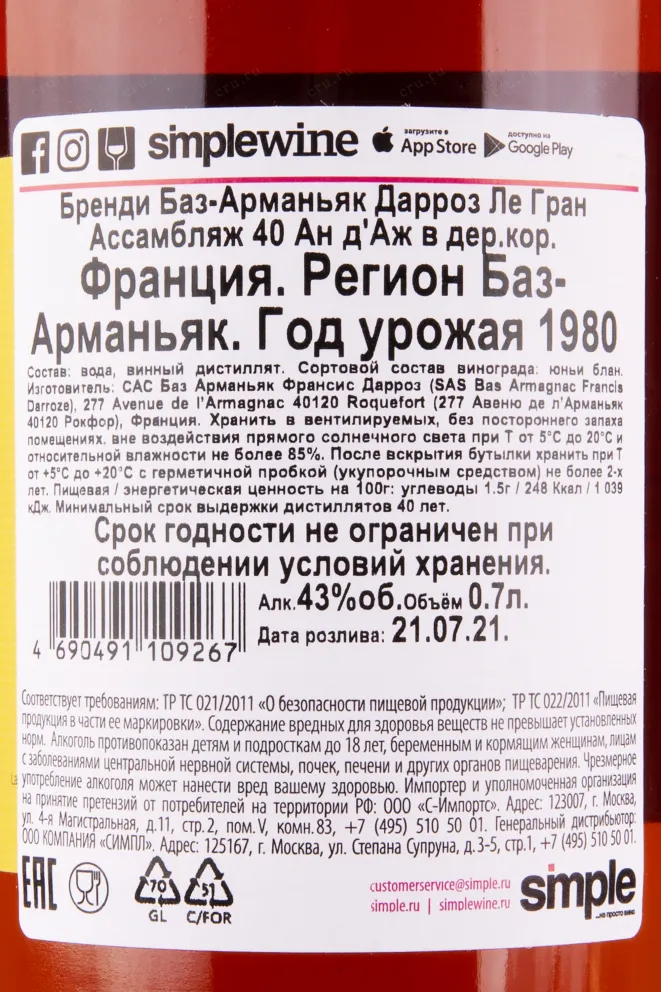 simplewine загрузите в App Store доступно на Google Play
Бренди Баз-Арманьяк Дарроз Ле Гран
Ассамбляж 40 Ан д'Аж в дер.кор.
Франция. Регион Баз-
Арманьяк. Год урожая 1980
Состав: вода, винный дистиллят. Сортовой состав винограда: юньи блан.
Изготовитель: САС Баз Арманьяк Франсис Дарроз (SAS Bas Armagnac Francis
Darroze), 277 Avenue de l'Armagnac 40120 Roquefort (277 Авеню де л'Арманьяк
40120 Рокфор), Франция. Хранить в вентилируемых, без постороннего запаха
помещениях, вне воздействия прямого солнечного света при Т от 5°С до 20°С и
относительной влажности не более 85%. После вскрытия бутылки хранить при Т
от +5°С до +20°С с герметичной пробкой (укупорочным средством) не более 2-х
лет. Пищевая / энергетическая ценность на 100г: углеводы 1.5г / 248 Ккал / 1 039
кДж. Минимальный срок выдержки дистиллятов 40 лет.
Срок годности не ограничен при
соблюдении условий хранения.
Алк.43%об.Объём 0.7л.
Дата розлива: 21.07.21.
4 690491 109267
Соответствует требованиям: ТР ТС 021/2011 «О безопасности пищевой продукции»; ТР ТС 022/2011 «Пищевая
продукция в части ее маркировки». Содержание вредных для здоровья веществ не превышает установленных
норм. Алкоголь противопоказан детям и подросткам до 18 лет, беременным и кормящим женщинам, лицам
с заболеваниями центральной нервной системы, почек, печени и других органов пищеварения. Чрезмерное
употребление алкоголя может нанести вред вашему здоровью. Импортер и уполномоченная организация
на принятие претензий от потребителей на территории РФ: ООО «С-Импортс». Адрес: 123007, г. Москва,
ул. 4-я Магистральная, д.11, стр.2, пом.V, комн.83, +7 (495) 510 50 01. Генеральный дистрибьютор:
ООО КОМПАНИЯ «СИМПЛ». Адрес: 125167, г. Москва, ул. Степана Супруна, д.3-5, стр.1, +7 (495) 510 50 01.
EAC 70 GL 51 C/FOR
customerservice@simple.ru
simple.ru | simplewine.ru
simple
...не просто вино